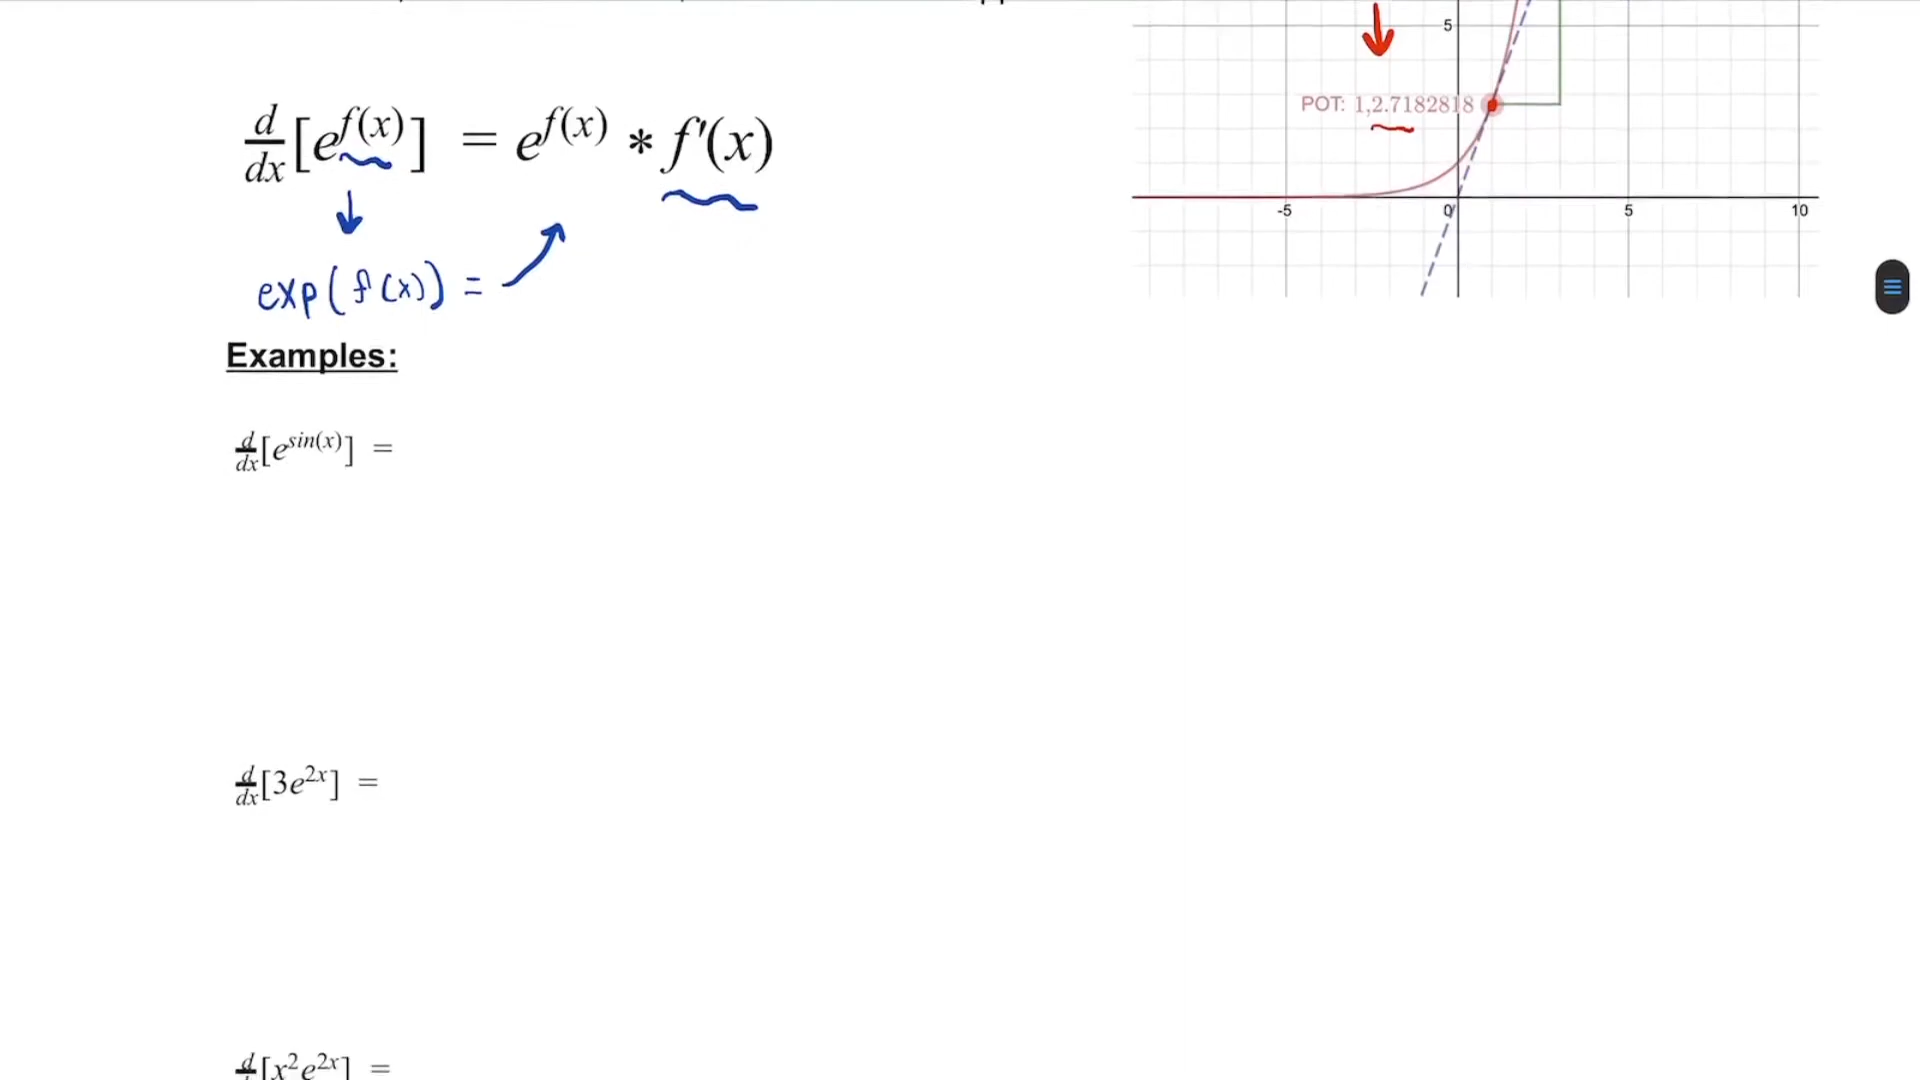 d/dx[e^f(x)] = e^f(x) * f'(x)
exp(f(x)) =
Examples:
d/dx[e^sin(x)] =
d/dx[3e^2x] =
d/dx[x^2e^2x] =
5
POT: 1,2.7182818
-5 0 5 10